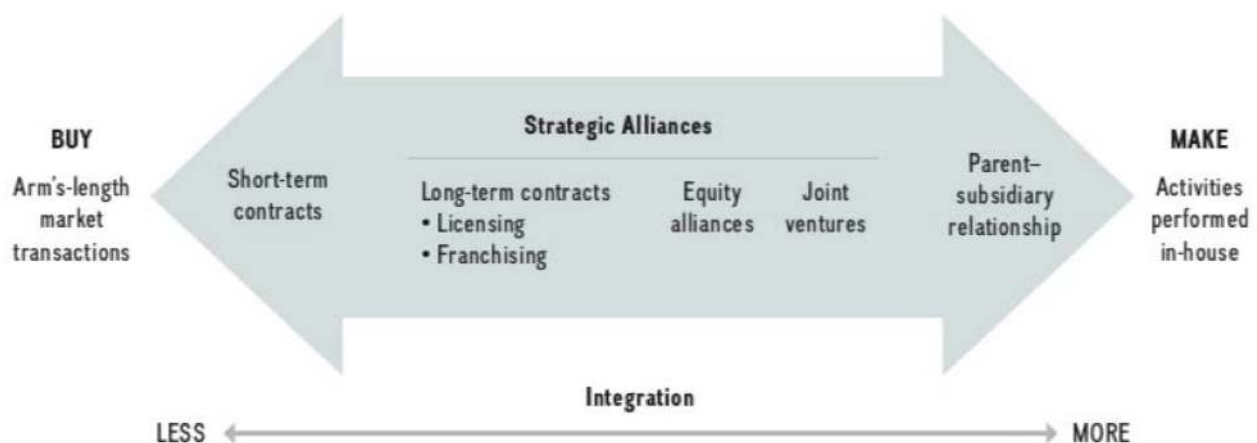 BUY
Arm's-length
market
transactions
Short-term
contracts
Strategic Alliances
Long-term contracts
• Licensing
• Franchising
Equity
alliances
Joint
ventures
Parent–
subsidiary
relationship
MAKE
Activities
performed
in-house
Integration
LESS
MORE